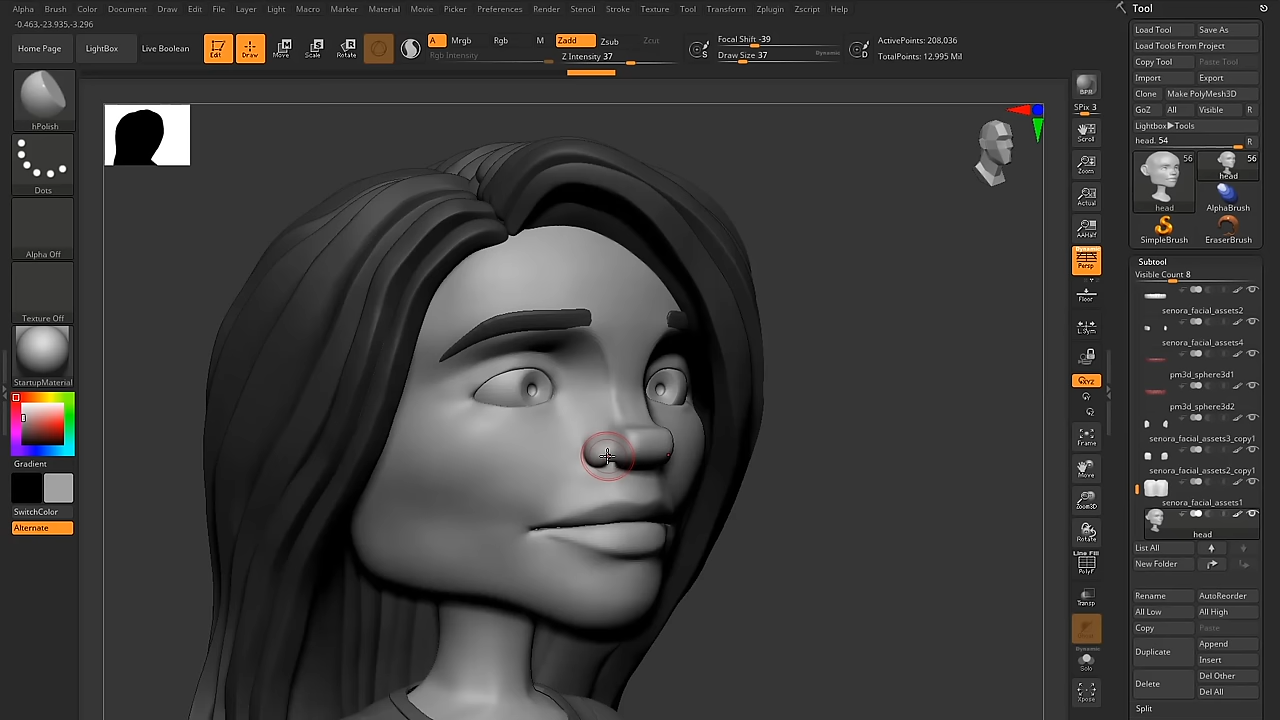 Alpha Brush Color Document Draw Edit File Layer Light Macro Marker Material Movie Picker Preferences Render Stencil Stroke Texture Tool Transform Zplugin Zscript Help
-0.463,-23.935,-3.296
Home Page
LightBox
Live Boolean
Edit
Draw
Move
Scale
Rotate
A
Mrgb
Rgb
M
Rgb Intensity
Zadd
Zsub
Zcut
Z Intensity 37
S
Focal Shift -39
Draw Size 37
Dynamic
D
ActivePoints: 208,036
TotalPoints: 12.995 Mil
hPolish
Dots
Alpha Off
Texture Off
StartupMaterial
Gradient
SwitchColor
Alternate
BPR
SPix 3
Scroll
Zoom
Actual
AAHalf
Dynamic
Persp
Floor
L.Sym
XYZ
Frame
Move
Zoom3D
Rotate
Line Fill
PolyF
Transp
Dynamic
Solo
Xpose
Tool
Load Tool
Save As
Load Tools From Project
Copy Tool
Paste Tool
Import
Export
Clone
Make PolyMesh3D
GoZ
All
Visible
R
Lightbox▶Tools
head. 54
R
56
head
56
head
AlphaBrush
SimpleBrush
EraserBrush
Subtool
Visible Count 8
senora_facial_assets2
senora_facial_assets4
pm3d_sphere3d1
pm3d_sphere3d2
senora_facial_assets3_copy1
senora_facial_assets2_copy1
senora_facial_assets1
head
List All
New Folder
Rename
AutoReorder
All Low
All High
Copy
Paste
Duplicate
Append
Insert
Delete
Del Other
Del All
Split